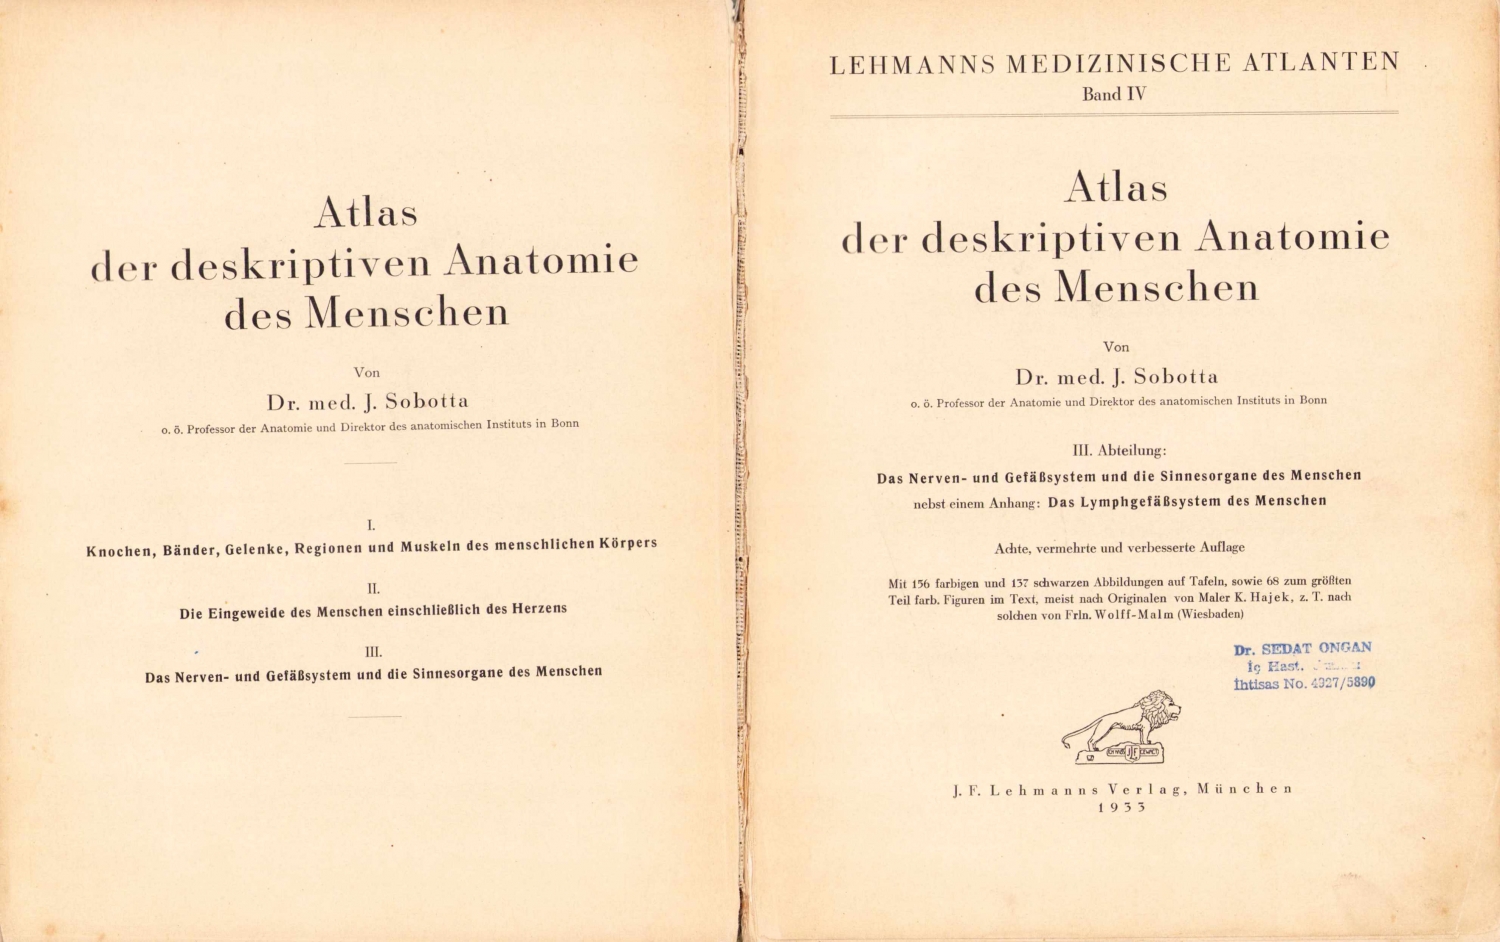 Atlas
der deskriptiven Anatomie
des Menschen
Von
Dr. med. J. Sobotta
o. ö. Professor der Anatomie und Direktor des anatomischen Instituts in Bonn
I.
Knochen, Bänder, Gelenke, Regionen und Muskeln des menschlichen Körpers
II.
Die Eingeweide des Menschen einschließlich des Herzens
III.
Das Nerven- und Gefäßsystem und die Sinnesorgane des Menschen
LEHMANNS MEDIZINISCHE ATLANTEN
Band IV
Atlas
der deskriptiven Anatomie
des Menschen
Von
Dr. med. J. Sobotta
o. ö. Professor der Anatomie und Direktor des anatomischen Instituts in Bonn
III. Abteilung:
Das Nerven- und Gefäßsystem und die Sinnesorgane des Menschen
nebst einem Anhang: Das Lymphgefäßsystem des Menschen
Achte, vermehrte und verbesserte Auflage
Mit 156 farbigen und 137 schwarzen Abbildungen auf Tafeln, sowie 68 zum größten
Teil farb. Figuren im Text, meist nach Originalen von Maler K. Hajek, z. T. nach
solchen von Frln. Wolff-Malm (Wiesbaden)
Dr. SEDAT ONGAN
İç Hast.
İhtisas No. 4927/5890
J. F. Lehmanns Verlag, München
1933